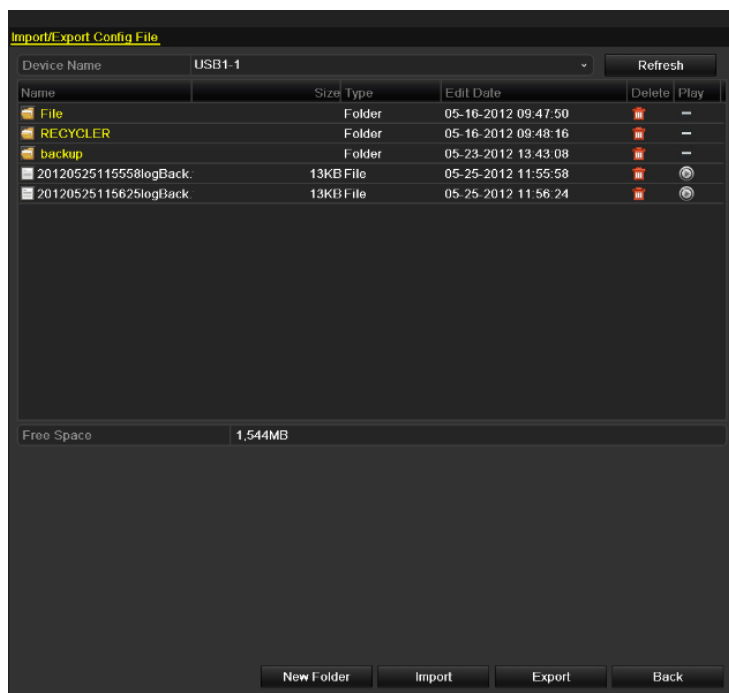 Import/Export Config File
Device Name USB1-1 Refresh
Name Size Type Edit Date Delete Play
File Folder 05-16-2012 09:47:50 –
RECYCLER Folder 05-16-2012 09:48:16 –
backup Folder 05-23-2012 13:43:08 –
20120525115558logBack. 13KB File 05-25-2012 11:55:58
20120525115625logBack. 13KB File 05-25-2012 11:56:24
Free Space 1,544MB
New Folder Import Export Back